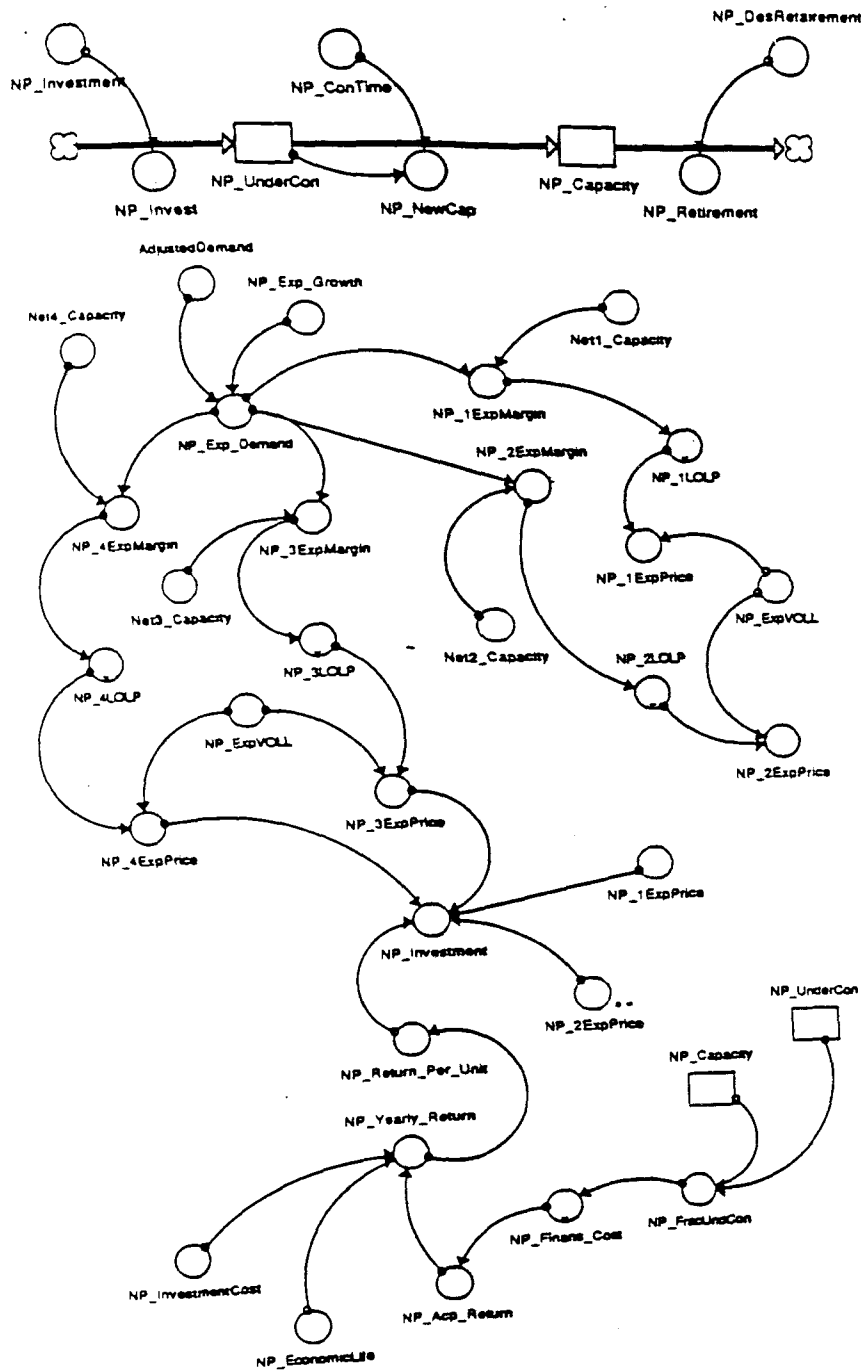 NP_DesRetairement
NP_Investment
NP_ConTime
NP_UnderCon
NP_Capacity
NP_Invest
NP_NewCap
NP_Retirement
AdjustedDemand
NP_Exp_Growth
Net4_Capacity
Net1_Capacity
NP_1ExpMargin
NP_Exp_Demand
NP_2ExpMargin
NP_1LOLP
NP_4ExpMargin
NP_3ExpMargin
NP_1ExpPrice
Net3_Capacity
NP_ExpVOLL
Net2_Capacity
NP_2LOLP
NP_3LOLP
NP_4LOLP
NP_ExpVOLL
NP_2ExpPrice
NP_3ExpPrice
NP_4ExpPrice
NP_1ExpPrice
NP_Investment
NP_UnderCon
NP_2ExpPrice
NP_Capacity
NP_Return_Per_Unit
NP_Yearly_Return
NP_FracUndCon
NP_Finans_Cost
NP_InvestmentCost
NP_Acp_Return
NP_EconomicLife